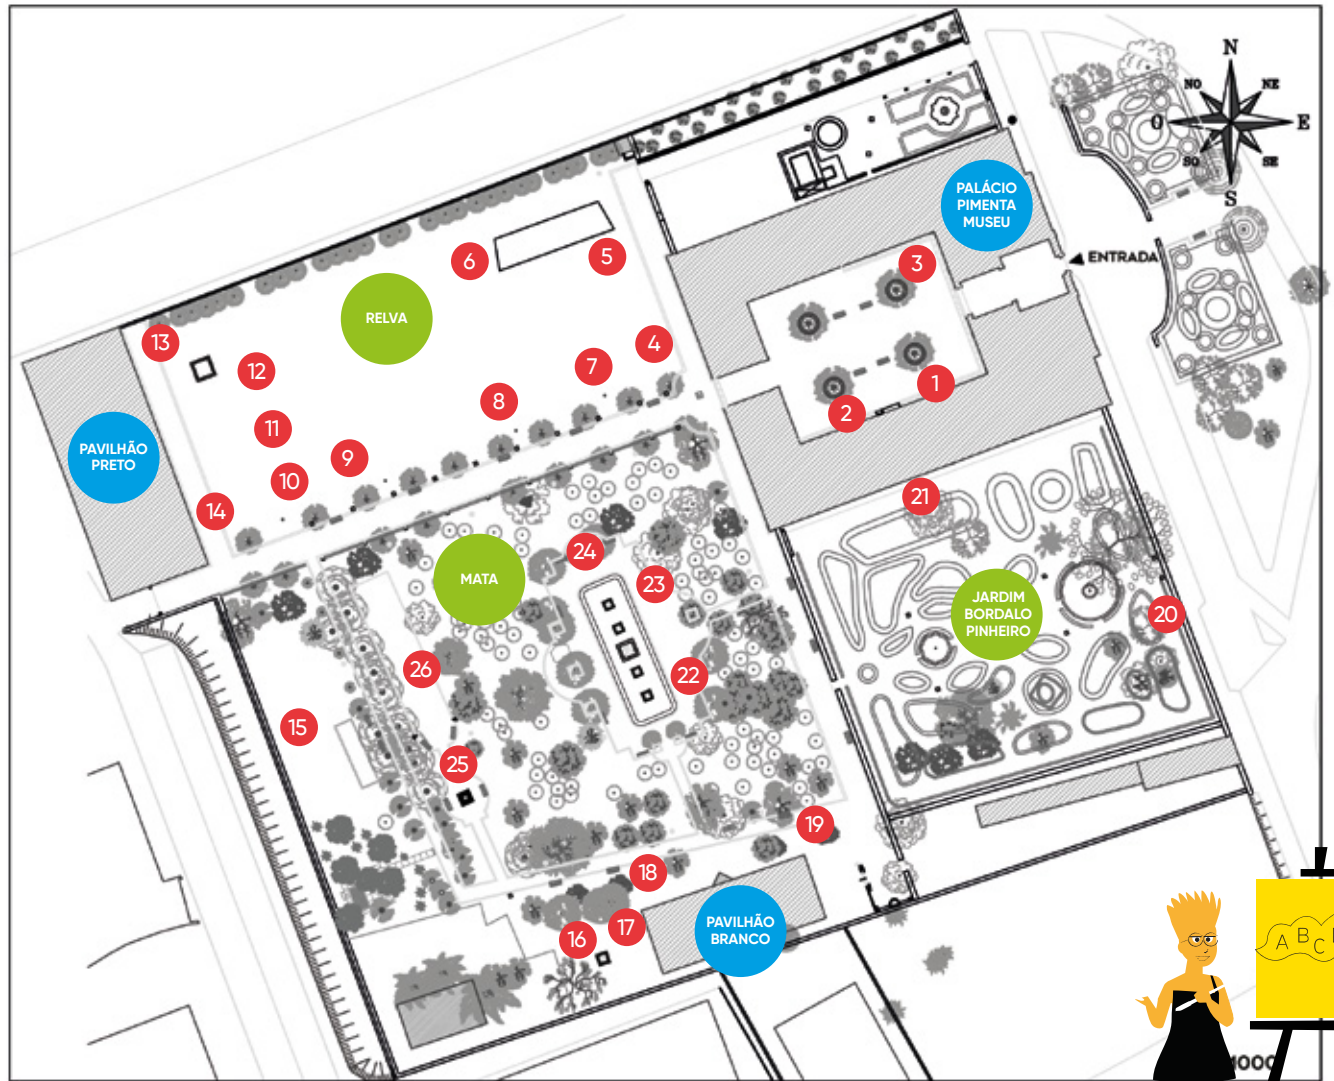 N
NO
NE
O
E
SO
SE
S
PALÁCIO
PIMENTA
MUSEU
ENTRADA
3
6
5
RELVA
13
12
4
7
1
8
2
11
PAVILHÃO
PRETO
9
10
14
21
24
MATA
23
JARDIM
BORDALO
PINHEIRO
20
26
22
15
25
19
18
17
16
PAVILHÃO
BRANCO
A B C
1000